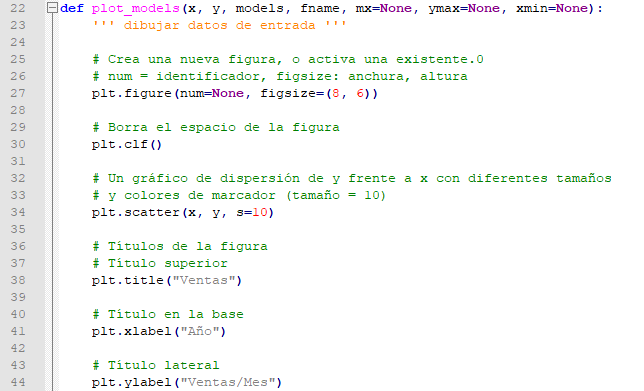 22 def plot_models(x, y, models, fname, mx=None, ymax=None, xmin=None):
23 ''' dibujar datos de entrada '''
24
25 # Crea una nueva figura, o activa una existente.0
26 # num = identificador, figsize: anchura, altura
27 plt.figure(num=None, figsize=(8, 6))
28
29 # Borra el espacio de la figura
30 plt.clf()
31
32 # Un gráfico de dispersión de y frente a x con diferentes tamaños
33 # y colores de marcador (tamaño = 10)
34 plt.scatter(x, y, s=10)
35
36 # Títulos de la figura
37 # Título superior
38 plt.title("Ventas")
39
40 # Título en la base
41 plt.xlabel("Año")
42
43 # Título lateral
44 plt.ylabel("Ventas/Mes")